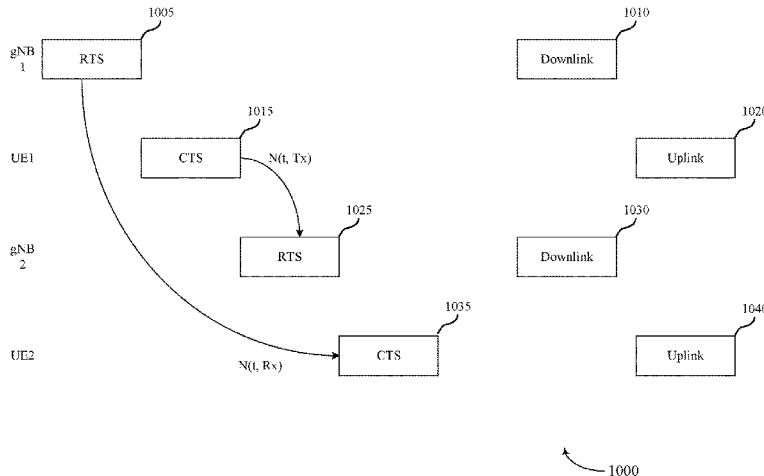 1005
1010
gNB
1
RTS
Downlink
1015
1020
UE1
CTS
N(t, Tx)
Uplink
1025
1030
gNB
2
RTS
Downlink
1035
1040
UE2
CTS
Uplink
N(t, Rx)
1000